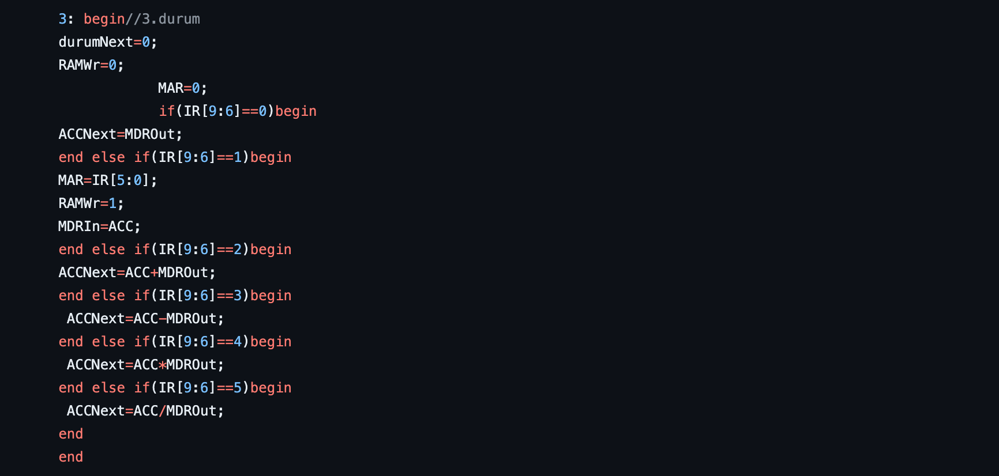 3: begin//3.durum
durumNext=0;
RAMWr=0;
MAR=0;
if(IR[9:6]==0)begin
ACCNext=MDROut;
end else if(IR[9:6]==1)begin
MAR=IR[5:0];
RAMWr=1;
MDRIn=ACC;
end else if(IR[9:6]==2)begin
ACCNext=ACC+MDROut;
end else if(IR[9:6]==3)begin
ACCNext=ACC-MDROut;
end else if(IR[9:6]==4)begin
ACCNext=ACC*MDROut;
end else if(IR[9:6]==5)begin
ACCNext=ACC/MDROut;
end
end